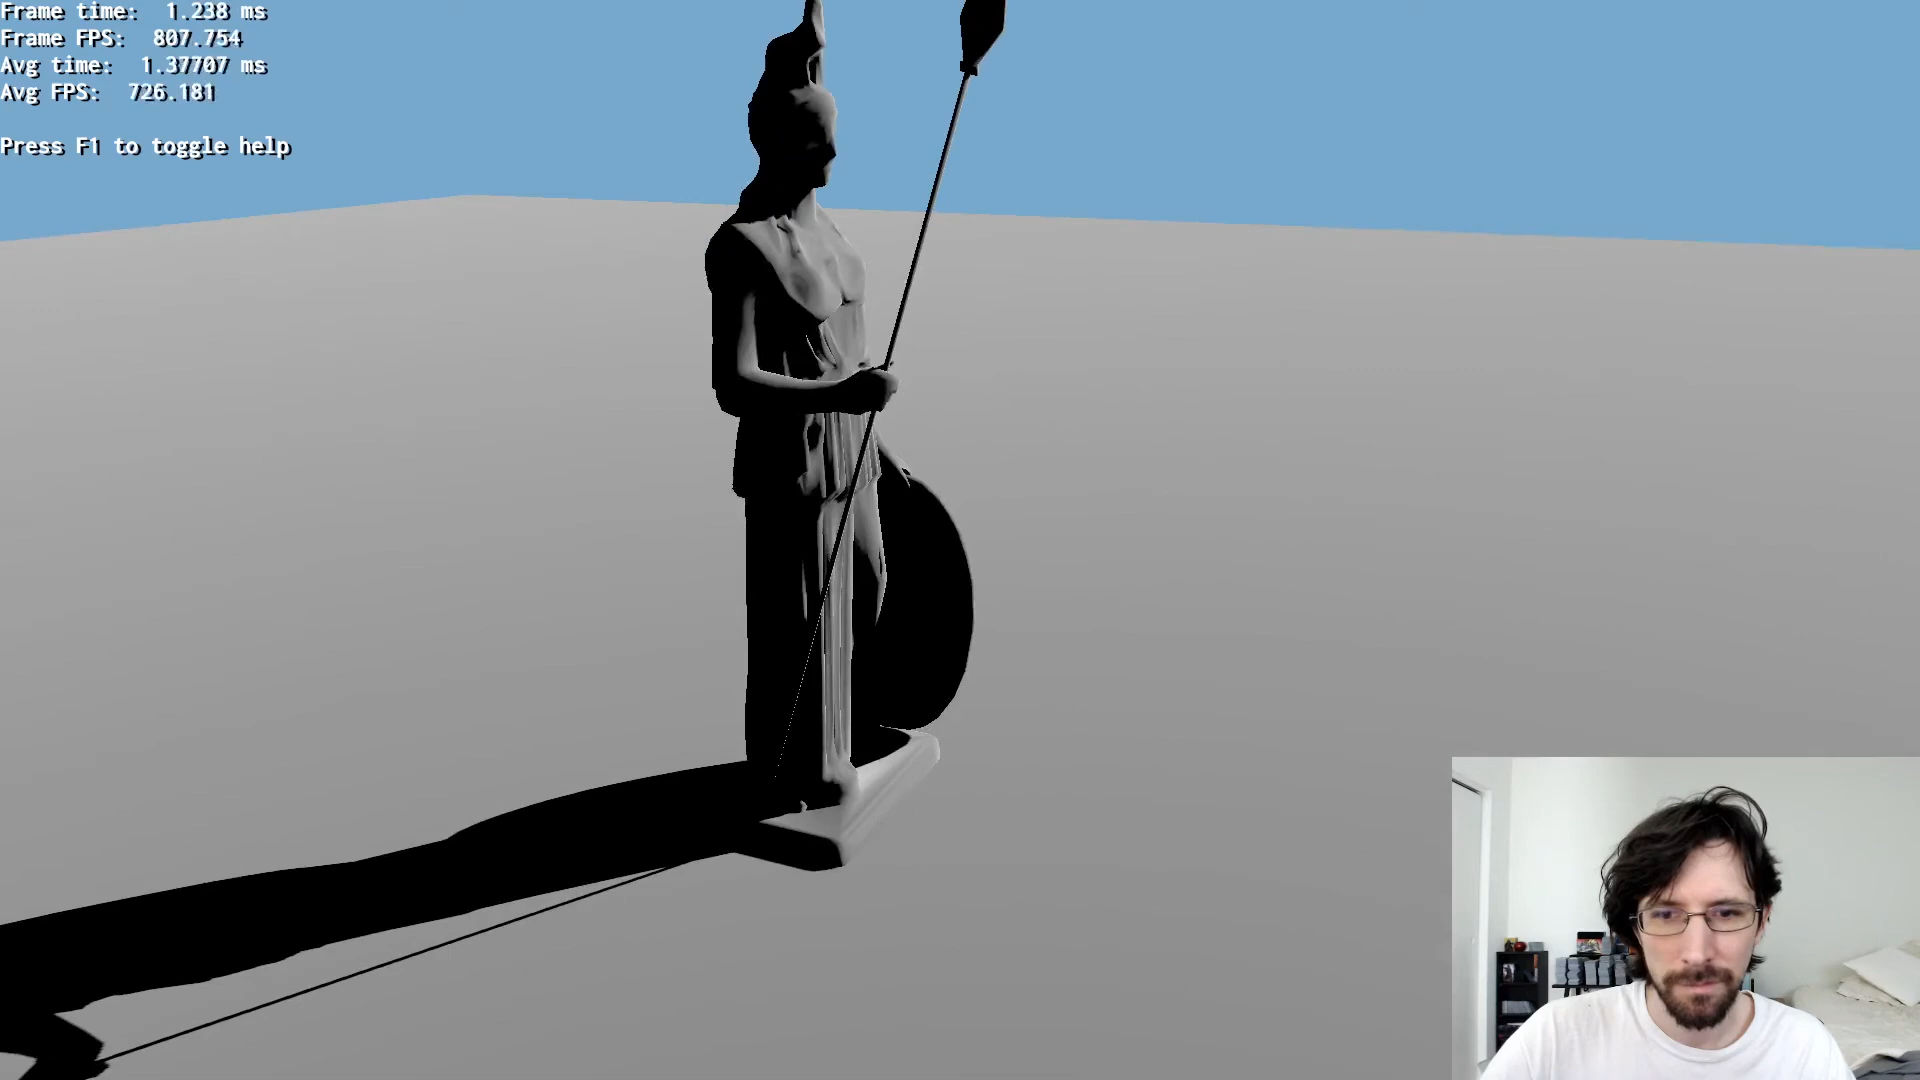 Frame time:  1.238 ms
Frame FPS:  807.754
Avg time:  1.37707 ms
Avg FPS:  726.181
Press F1 to toggle help